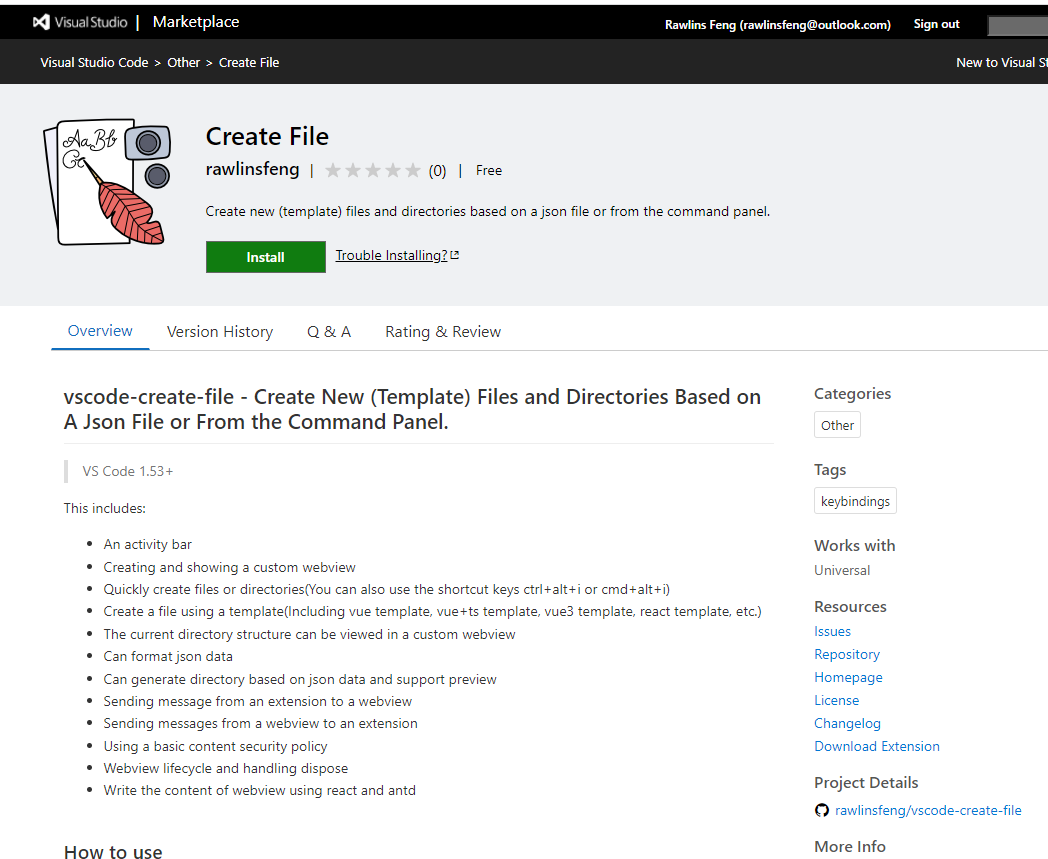 Visual Studio | Marketplace
Rawlins Feng (rawlinsfeng@outlook.com) Sign out
Visual Studio Code > Other > Create File
New to Visual St
AaBb
Cc
Create File
rawlinsfeng | (0) | Free
Create new (template) files and directories based on a json file or from the command panel.
Install Trouble Installing?
Overview Version History Q & A Rating & Review
vscode-create-file - Create New (Template) Files and Directories Based on
A Json File or From the Command Panel.
VS Code 1.53+
This includes:
• An activity bar
• Creating and showing a custom webview
• Quickly create files or directories(You can also use the shortcut keys ctrl+alt+i or cmd+alt+i)
• Create a file using a template(Including vue template, vue+ts template, vue3 template, react template, etc.)
• The current directory structure can be viewed in a custom webview
• Can format json data
• Can generate directory based on json data and support preview
• Sending message from an extension to a webview
• Sending messages from a webview to an extension
• Using a basic content security policy
• Webview lifecycle and handling dispose
• Write the content of webview using react and antd
How to use
Categories
Other
Tags
keybindings
Works with
Universal
Resources
Issues
Repository
Homepage
License
Changelog
Download Extension
Project Details
rawlinsfeng/vscode-create-file
More Info